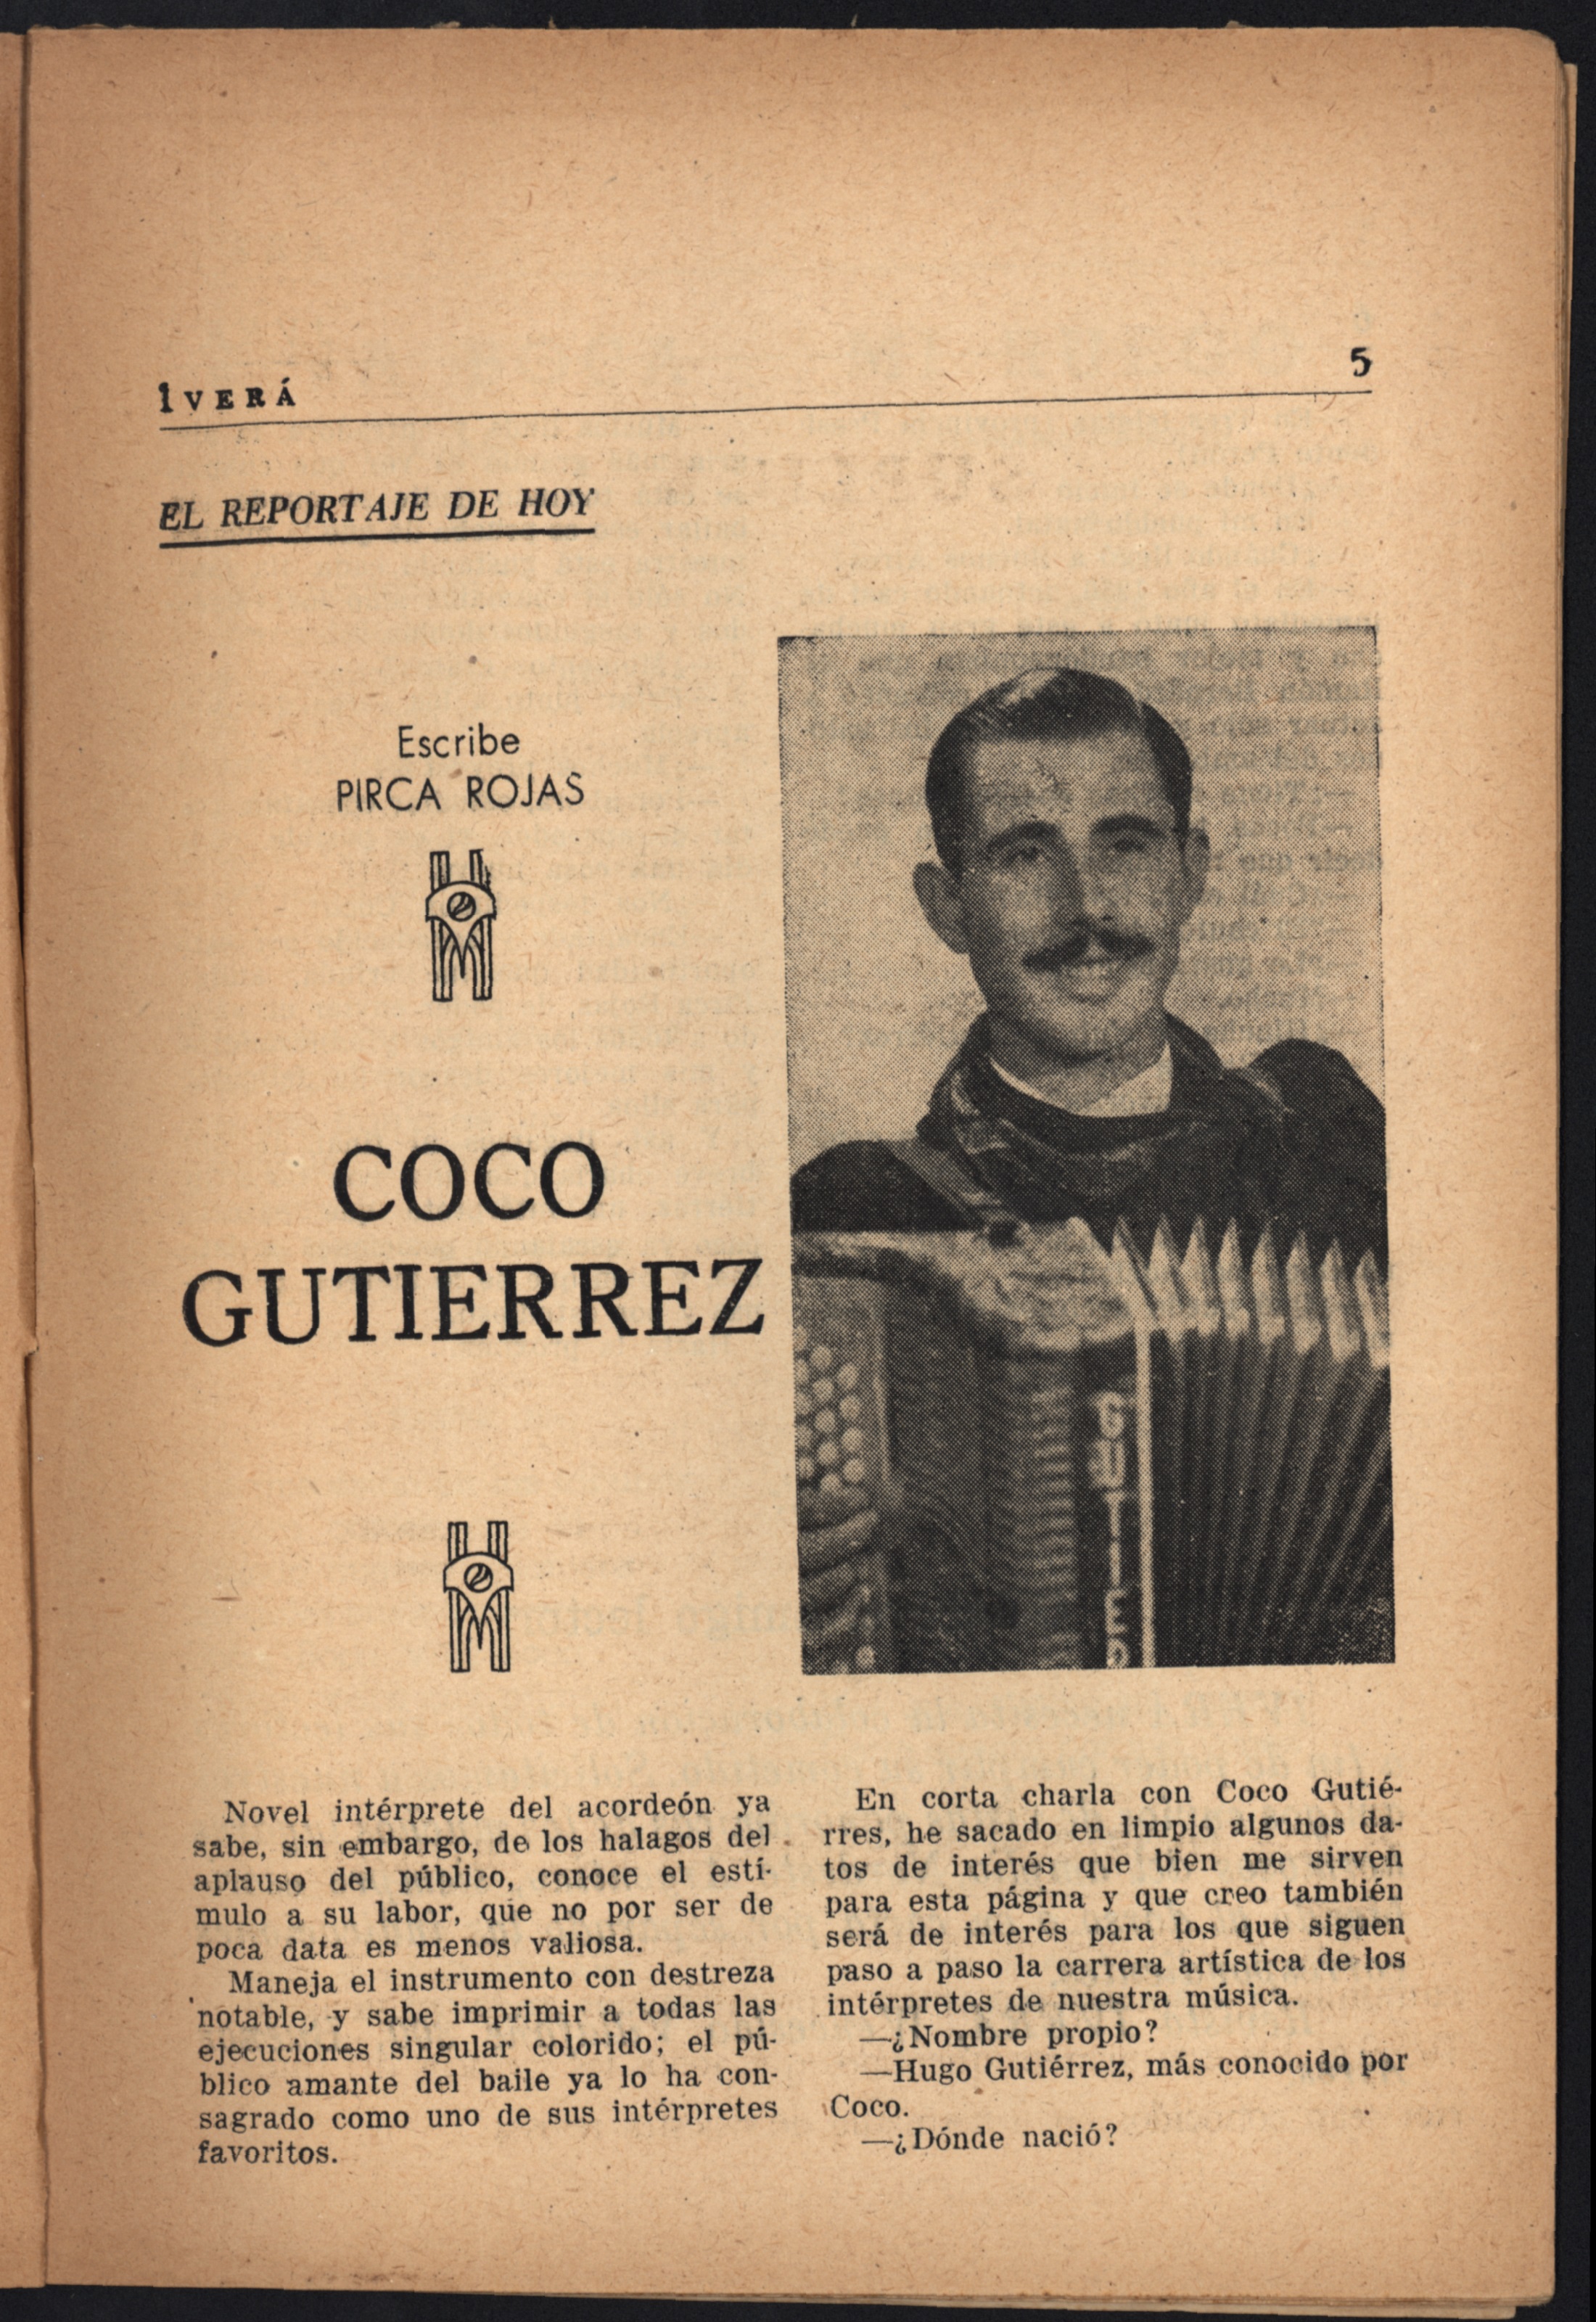 IVERÁ
5
EL REPORTAJE DE HOY
Escribe
PIRCA ROJAS
COCO
GUTIERREZ
GUTIER
Novel intérprete del acordeón ya
sabe, sin embargo, de los halagos del
aplauso del público, conoce el estí-
mulo a su labor, que no por ser de
poca data es menos valiosa.
Maneja el instrumento con destreza
notable, y sabe imprimir a todas las
ejecuciones singular colorido; el pú-
blico amante del baile ya lo ha con-
sagrado como uno de sus intérpretes
favoritos.
En corta charla con Coco Gutié-
rres, he sacado en limpio algunos da-
tos de interés que bien me sirven
para esta página y que creo también
será de interés para los que siguen
paso a paso la carrera artística de los
intérpretes de nuestra música.
—¿Nombre propio?
—Hugo Gutiérrez, más conocido por
Coco.
—¿Dónde nació?